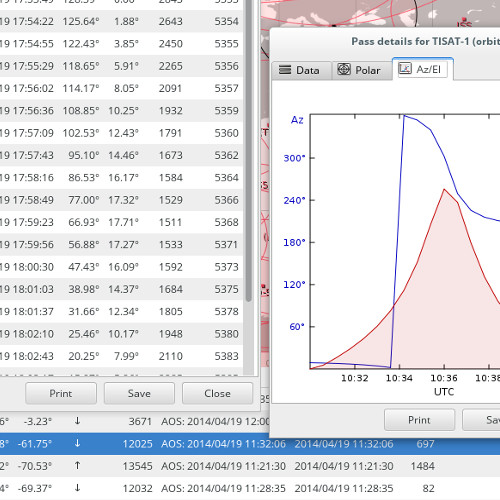 19 17:54:22 125.64° 1.88° 2643 5354
19 17:54:55 122.43° 3.85° 2450 5355
19 17:55:29 118.68° 5.91° 2265 5356
19 17:56:02 114.17° 8.05° 2091 5357
19 17:56:36 108.85° 10.25° 1932 5359
19 17:57:09 102.53° 12.43° 1791 5360
19 17:57:43 95.10° 14.46° 1673 5362
19 17:58:16 86.53° 16.17° 1584 5364
19 17:58:49 77.00° 17.32° 1529 5366
19 17:59:23 66.93° 17.71° 1511 5368
19 17:59:56 56.88° 17.27° 1533 5371
19 18:00:30 47.43° 16.09° 1592 5373
19 18:01:03 38.98° 14.37° 1684 5375
19 18:01:37 31.66° 12.34° 1805 5378
19 18:02:10 25.46° 10.17° 1948 5380
19 18:02:43 20.25° 7.99° 2110 5383
Print Save Close
ISS
Pass details for TISAT-1 (orbit
Data Polar Az/El
Az
300°
240°
180°
120°
60°
10:32 10:34 10:36 10:38
UTC
Print Sav
6° -3.23° ↓ 3671 AOS: 2014/04/19 12:00
8° -61.75° ↓ 12025 AOS: 2014/04/19 11:32:06 2014/04/19 11:32:06 697
2° -70.53° ↑ 13545 AOS: 2014/04/19 11:21:30 2014/04/19 11:21:30 1484
4° -69.37° ↓ 12032 AOS: 2014/04/19 11:28:35 2014/04/19 11:28:35 82